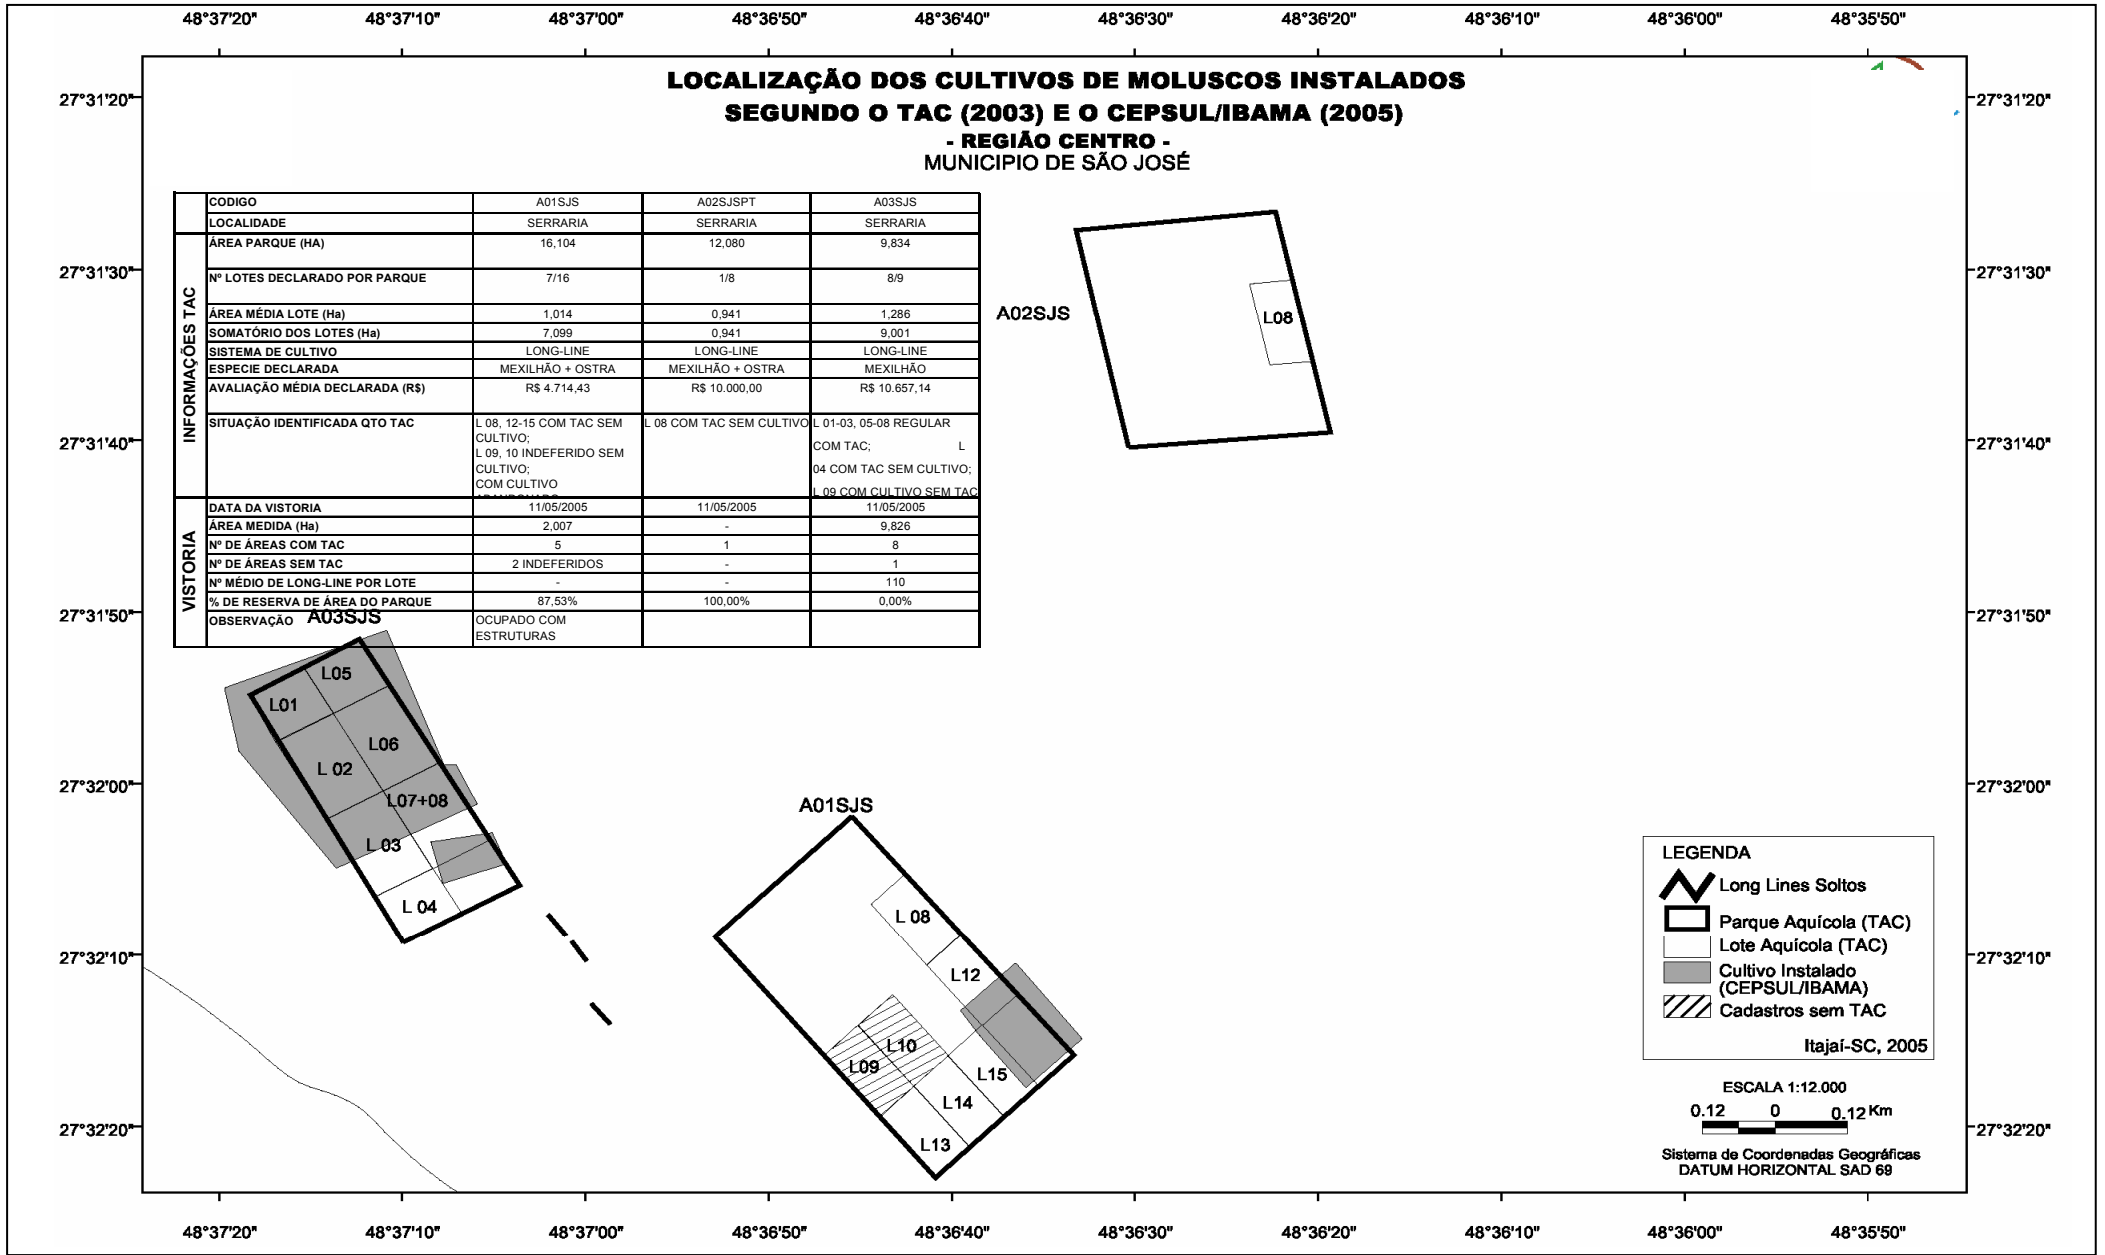 48°37'20" 48°37'10" 48°37'00" 48°36'50" 48°36'40" 48°36'30" 48°36'20" 48°36'10" 48°36'00" 48°35'50"
LOCALIZAÇÃO DOS CULTIVOS DE MOLUSCOS INSTALADOS
SEGUNDO O TAC (2003) E O CEPSUL/IBAMA (2005)
- REGIÃO CENTRO -
MUNICIPIO DE SÃO JOSÉ
27°31'20" 27°31'20"
27°31'30" 27°31'30"
27°31'40" 27°31'40"
27°31'50" 27°31'50"
27°32'00" 27°32'00"
27°32'10" 27°32'10"
27°32'20" 27°32'20"
CODIGO A01SJS A02SJSPT A03SJS
LOCALIDADE SERRARIA SERRARIA SERRARIA
INFORMAÇÕES TAC
ÁREA PARQUE (HA) 16,104 12,080 9,834
Nº LOTES DECLARADO POR PARQUE 7/16 1/8 8/9
ÁREA MÉDIA LOTE (Ha) 1,014 0,941 1,286
SOMATÓRIO DOS LOTES (Ha) 7,099 0,941 9,001
SISTEMA DE CULTIVO LONG-LINE LONG-LINE LONG-LINE
ESPECIE DECLARADA MEXILHÃO + OSTRA MEXILHÃO + OSTRA MEXILHÃO
AVALIAÇÃO MÉDIA DECLARADA (R$) R$ 4.714,43 R$ 10.000,00 R$ 10.657,14
SITUAÇÃO IDENTIFICADA QTO TAC
L 08, 12-15 COM TAC SEM
CULTIVO;
L 09, 10 INDEFERIDO SEM
CULTIVO;
COM CULTIVO
L 08 COM TAC SEM CULTIVO
L 01-03, 05-08 REGULAR
COM TAC; L
04 COM TAC SEM CULTIVO;
L 09 COM CULTIVO SEM TAC
VISTORIA
DATA DA VISTORIA 11/05/2005 11/05/2005 11/05/2005
ÁREA MEDIDA (Ha) 2,007 - 9,826
Nº DE ÁREAS COM TAC 5 1 8
Nº DE ÁREAS SEM TAC 2 INDEFERIDOS - 1
Nº MÉDIO DE LONG-LINE POR LOTE - - 110
% DE RESERVA DE ÁREA DO PARQUE 87,53% 100,00% 0,00%
OBSERVAÇÃO OCUPADO COM
ESTRUTURAS
A02SJS
L08
A03SJS
L05
L01
L06
L 02
L07+08
L 03
L 04
A01SJS
L 08
L12
L10
L09
L15
L14
L13
LEGENDA
Long Lines Soltos
Parque Aquícola (TAC)
Lote Aquícola (TAC)
Cultivo Instalado
(CEPSUL/IBAMA)
Cadastros sem TAC
Itajaí-SC, 2005
ESCALA 1:12.000
0.12 0 0.12 Km
Sistema de Coordenadas Geográficas
DATUM HORIZONTAL SAD 69
48°37'20" 48°37'10" 48°37'00" 48°36'50" 48°36'40" 48°36'30" 48°36'20" 48°36'10" 48°36'00" 48°35'50"